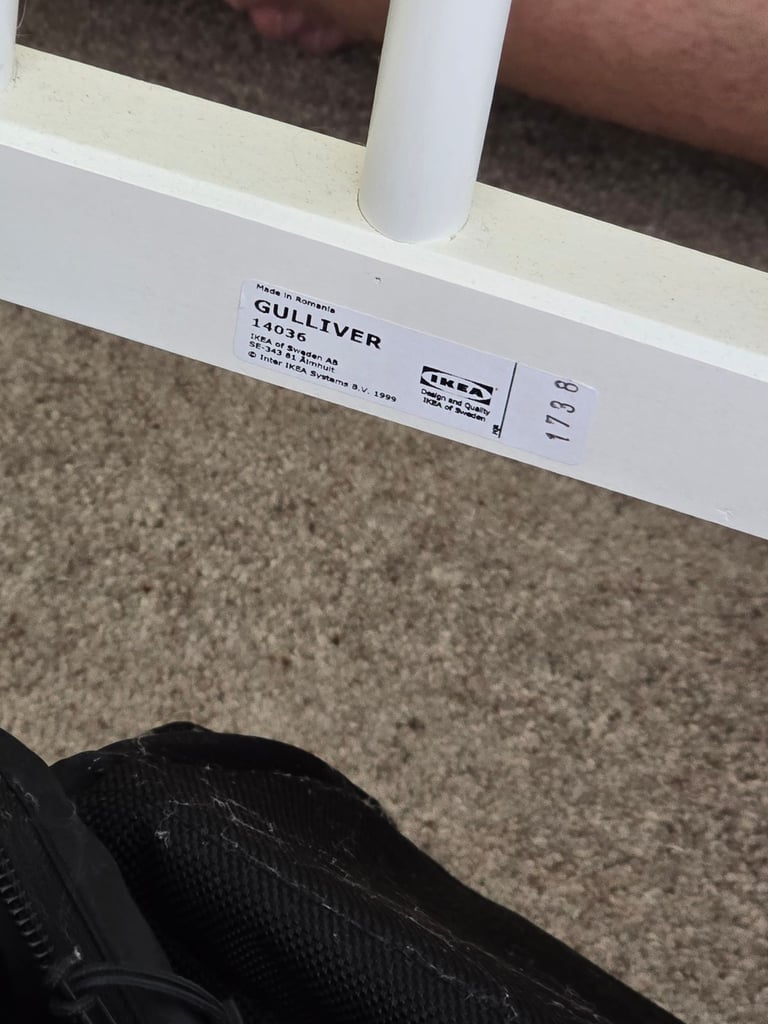 Made in Romania
GULLIVER
14036
IKEA of Sweden AB
SE-343 81 Älmhult
© Inter IKEA Systems B.V. 1999
IKEA
Design and Quality
IKEA of Sweden
1738